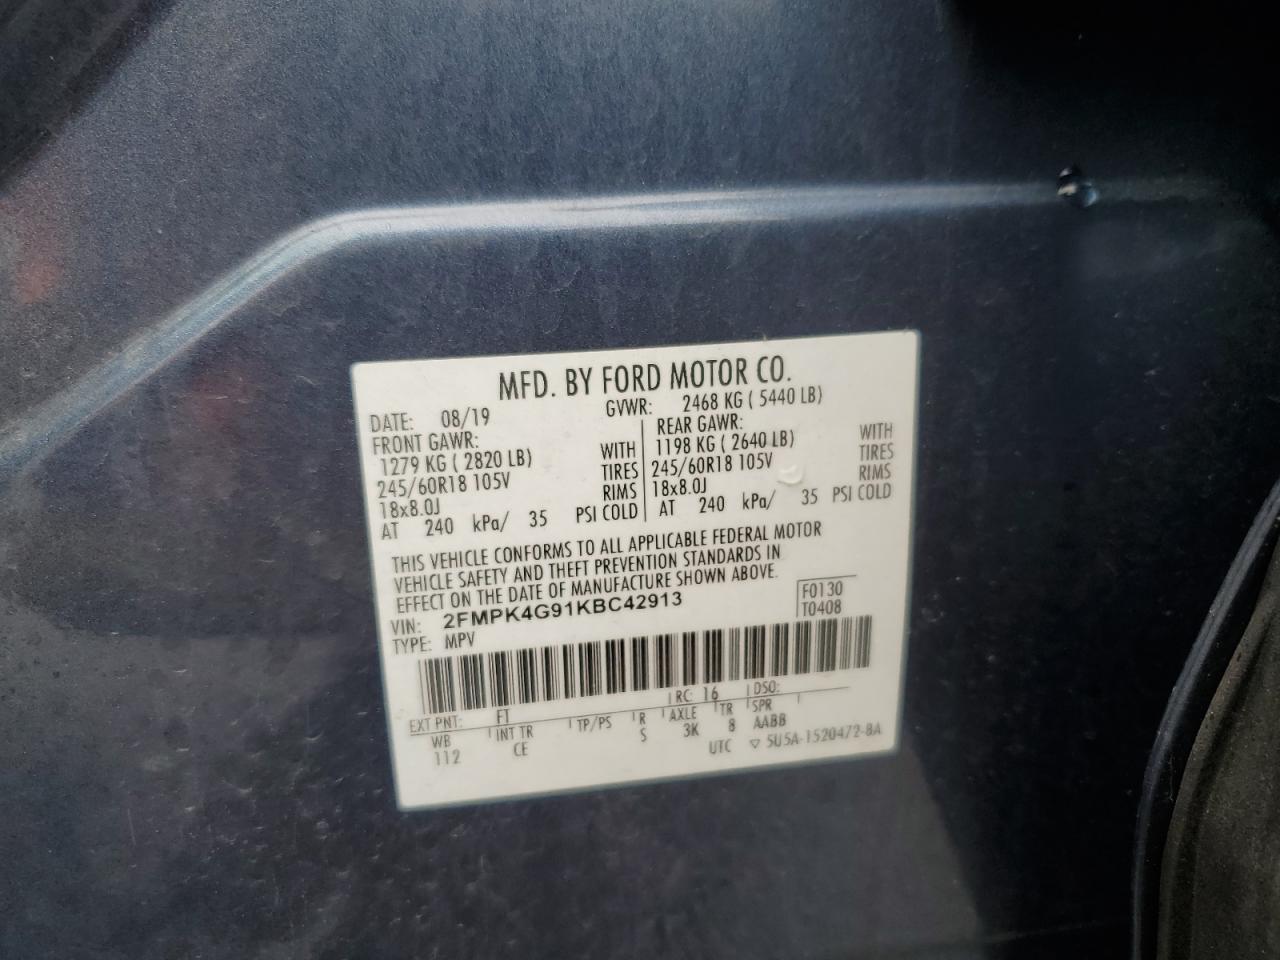 MFD. BY FORD MOTOR CO.
DATE: 08/19 GVWR: 2468 KG ( 5440 LB)
FRONT GAWR:
1279 KG ( 2820 LB) WITH
245/60R18 105V TIRES
18x8.0J RIMS
AT 240 kPa/ 35 PSI COLD
REAR GAWR:
1198 KG ( 2640 LB) WITH
245/60R18 105V TIRES
18x8.0J RIMS
AT 240 kPa/ 35 PSI COLD
THIS VEHICLE CONFORMS TO ALL APPLICABLE FEDERAL MOTOR
VEHICLE SAFETY AND THEFT PREVENTION STANDARDS IN
EFFECT ON THE DATE OF MANUFACTURE SHOWN ABOVE.
VIN: 2FMPK4G91KBC42913
TYPE: MPV
F0130
T0408
EXT PNT: FT RC: 16 DSO:
WB INT TR TP/PS R AXLE TR SPR
112 CE S 3K 8 AABB
UTC ▽ 5U5A-1520472-BA